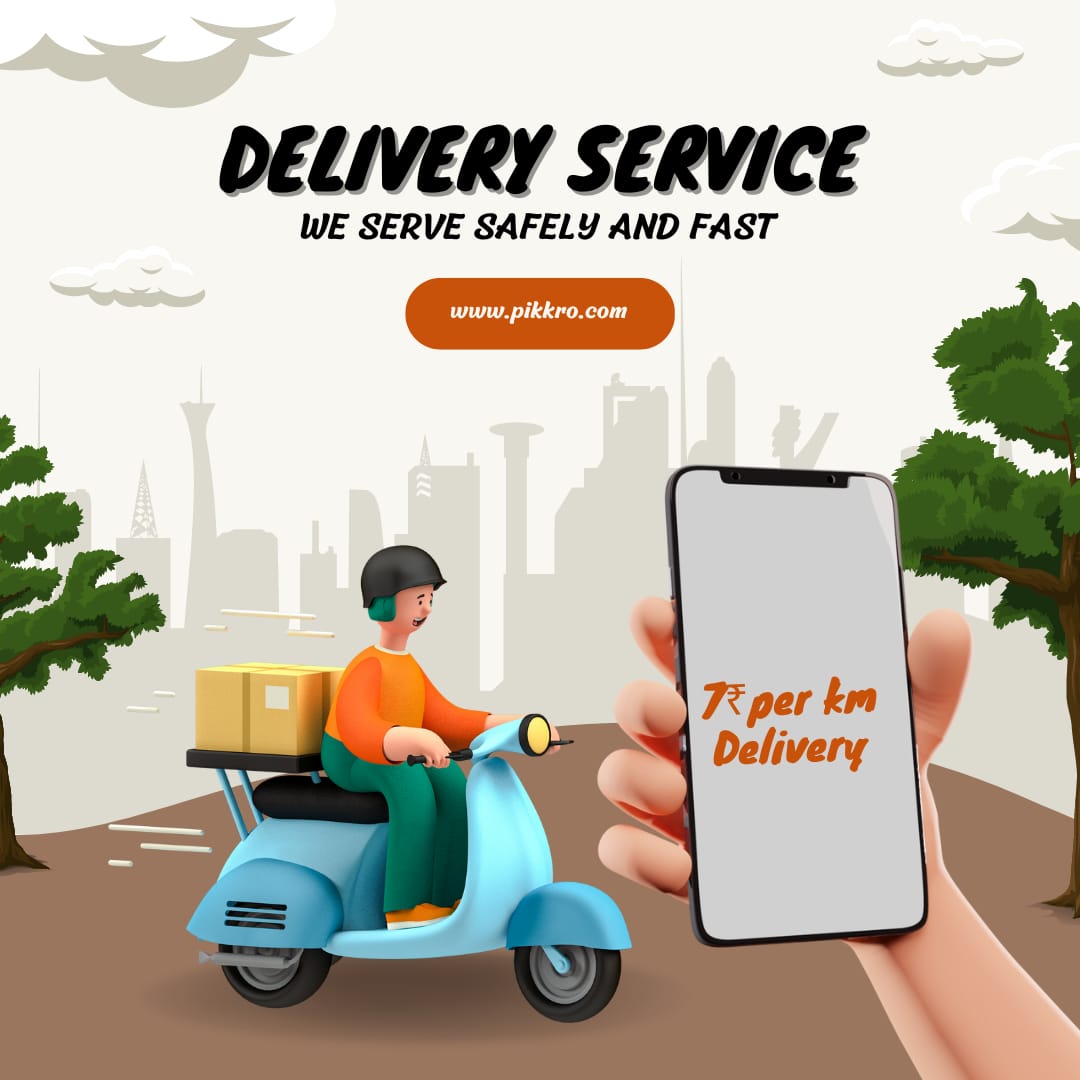 DELIVERY SERVICE
WE SERVE SAFELY AND FAST
www.pikkro.com
7₹ per km
Delivery